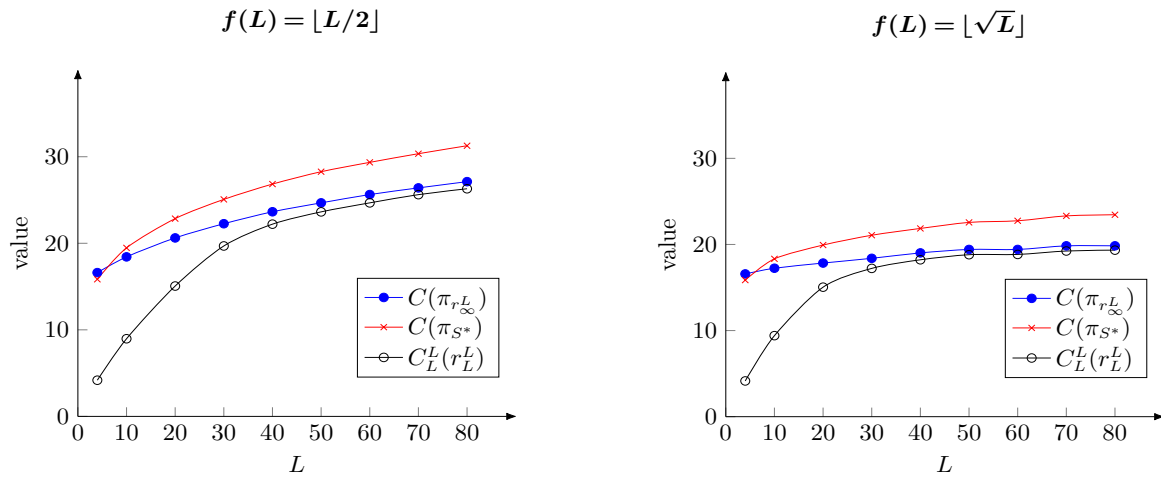 f(L) = ⌊L/2⌋
value
30
20
10
0
0 10 20 30 40 50 60 70 80
L
C(π_{r_∞^L})
C(π_{S*})
C_L^L(r_L^L)
f(L) = ⌊√L⌋
value
30
20
10
0
0 10 20 30 40 50 60 70 80
L
C(π_{r_∞^L})
C(π_{S*})
C_L^L(r_L^L)